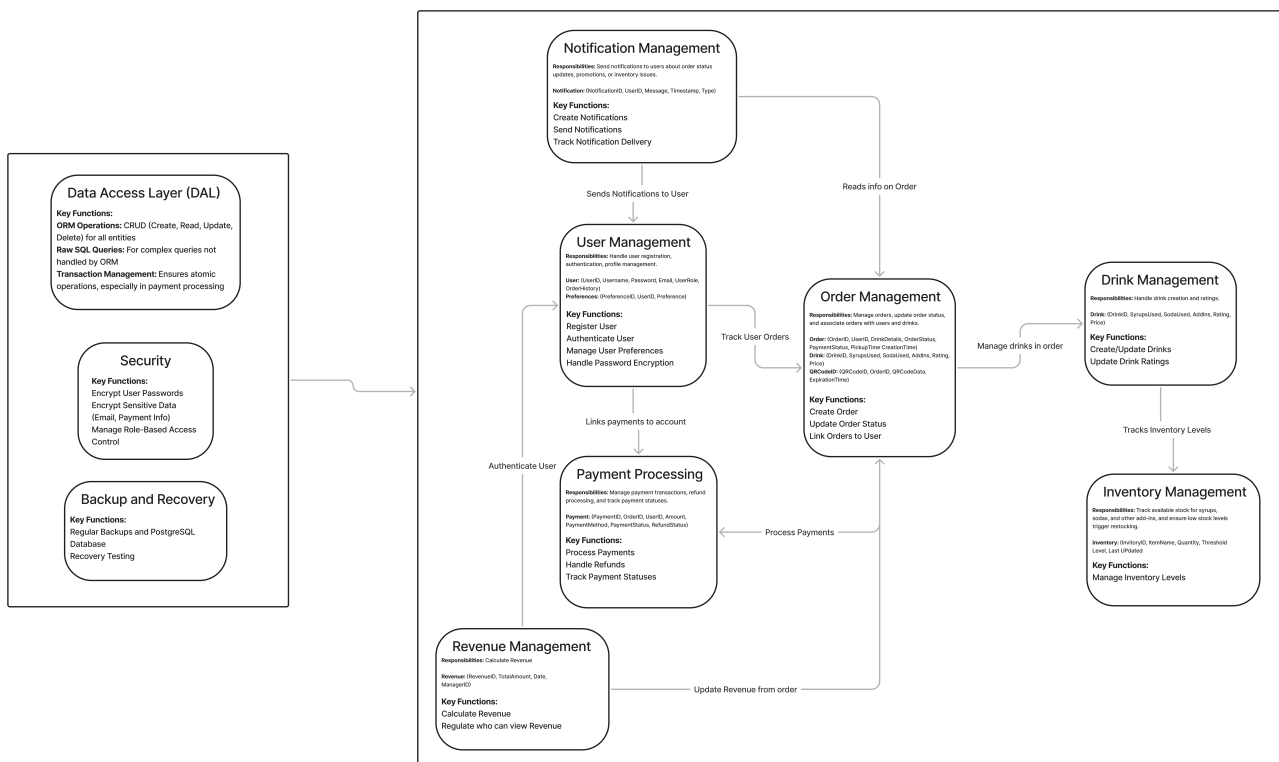 Notification Management
Responsibilities: Send notifications to users about order status
updates, promotions, or inventory issues.
Notification: (NotificationID, UserID, Message, Timestamp, Type)
Key Functions:
Create Notifications
Send Notifications
Track Notification Delivery
Data Access Layer (DAL)
Key Functions:
ORM Operations: CRUD (Create, Read, Update,
Delete) for all entities
Raw SQL Queries: For complex queries not
handled by ORM
Transaction Management: Ensures atomic
operations, especially in payment processing
Security
Key Functions:
Encrypt User Passwords
Encrypt Sensitive Data
(Email, Payment Info)
Manage Role-Based Access
Control
Backup and Recovery
Key Functions:
Regular Backups and PostgreSQL
Database
Recovery Testing
Sends Notifications to User
Reads info on Order
User Management
Responsibilities: Handle user registration,
authentication, profile management.
User: (UserID, Username, Password, Email, UserRole,
OrderHistory)
Preferences: (PreferenceID, UserID, Preference)
Key Functions:
Register User
Authenticate User
Manage User Preferences
Handle Password Encryption
Track User Orders
Order Management
Responsibilities: Manage orders, update order status,
and associate orders with users and drinks.
Order: (OrderID, UserID, DrinkDetails, OrderStatus,
PaymentStatus, PickupTime CreationTime)
Drink: (DrinkID, SyrupsUsed, SodaUsed, AddIns, Rating,
Price)
QRCodeID: (QRCodeID, OrderID, QRCodeData,
ExpirationTIme)
Key Functions:
Create Order
Update Order Status
Link Orders to User
Manage drinks in order
Drink Management
Responsibilities: Handle drink creation and ratings.
Drink: (DrinkID, SyrupsUsed, SodaUsed, AddIns, Rating,
Price)
Key Functions:
Create/Update Drinks
Update Drink Ratings
Links payments to account
Tracks Inventory Levels
Authenticate User
Payment Processing
Responsibilities: Manage payment transactions, refund
processing, and track payment statuses.
Payment: (PaymentID, OrderID, UserID, Amount,
PaymentMethod, PaymentStatus, RefundStatus)
Key Functions:
Process Payments
Handle Refunds
Track Payment Statuses
Process Payments
Inventory Management
Responsibilities: Track available stock for syrups,
sodas, and other add-ins, and ensure low stock levels
trigger restocking.
Inventory: (InvitoryID, ItemName, Quantity, Threshold
Level, Last UPdated
Key Functions:
Manage Inventory Levels
Revenue Management
Responsibilities: Calculate Revenue
Revenue: (RevenueID, TotalAmount, Date,
ManagerID)
Key Functions:
Calculate Revenue
Regulate who can view Revenue
Update Revenue from order